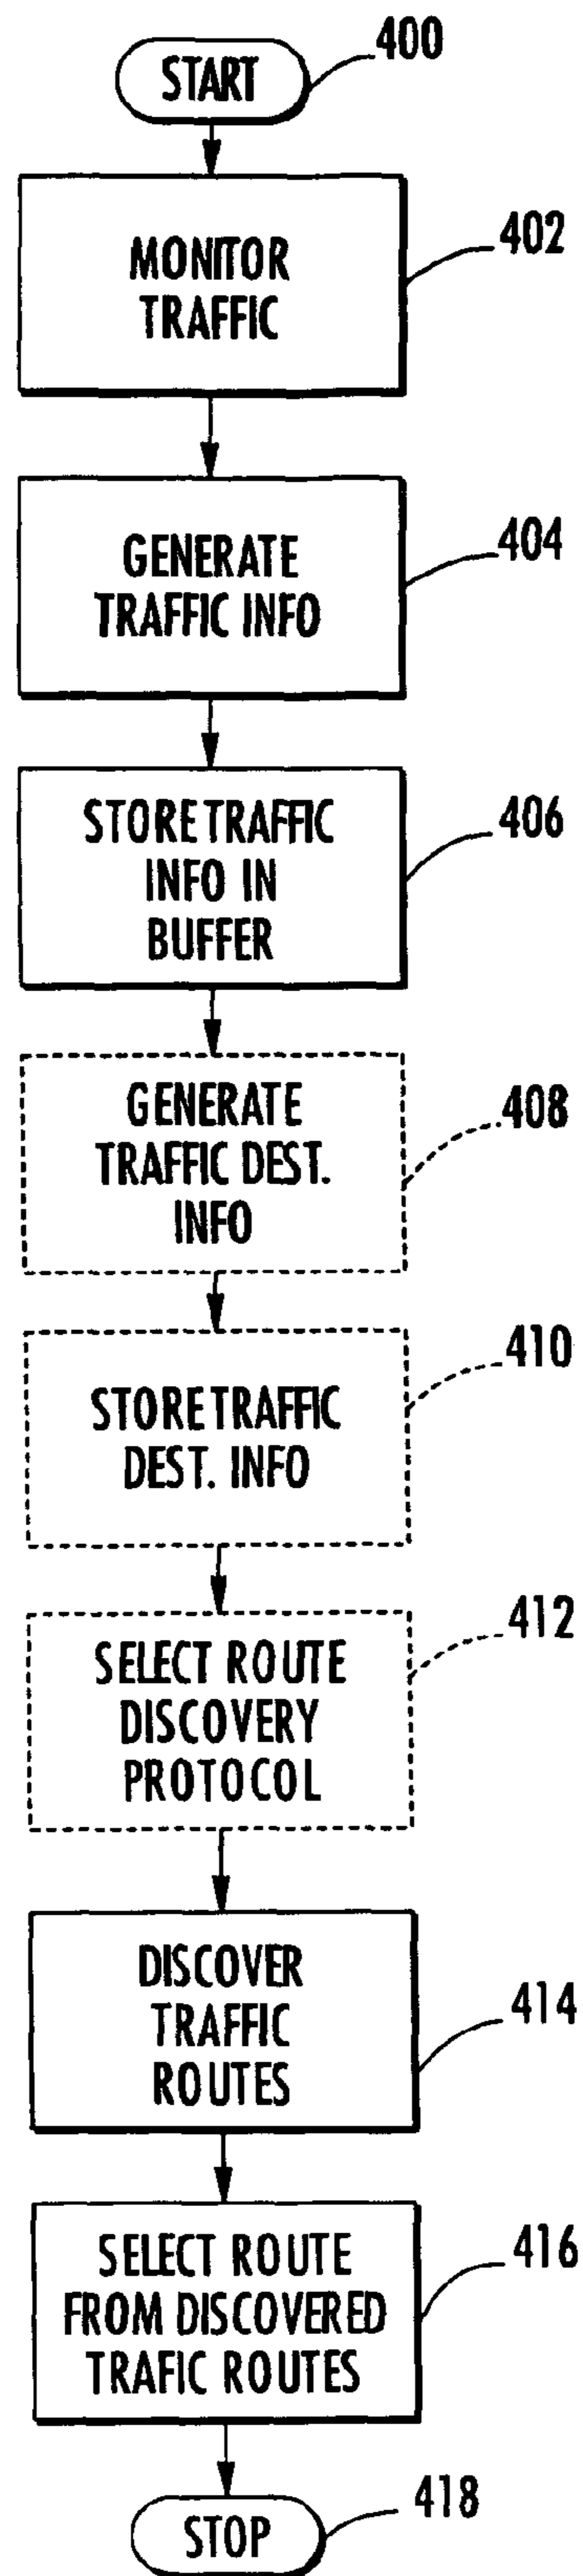 START
400
MONITOR
TRAFFIC
402
GENERATE
TRAFFIC INFO
404
STORE TRAFFIC
INFO IN
BUFFER
406
GENERATE
TRAFFIC DEST.
INFO
408
STORE TRAFFIC
DEST. INFO
410
SELECT ROUTE
DISCOVERY
PROTOCOL
412
DISCOVER
TRAFFIC
ROUTES
414
SELECT ROUTE
FROM DISCOVERED
TRAFIC ROUTES
416
STOP
418